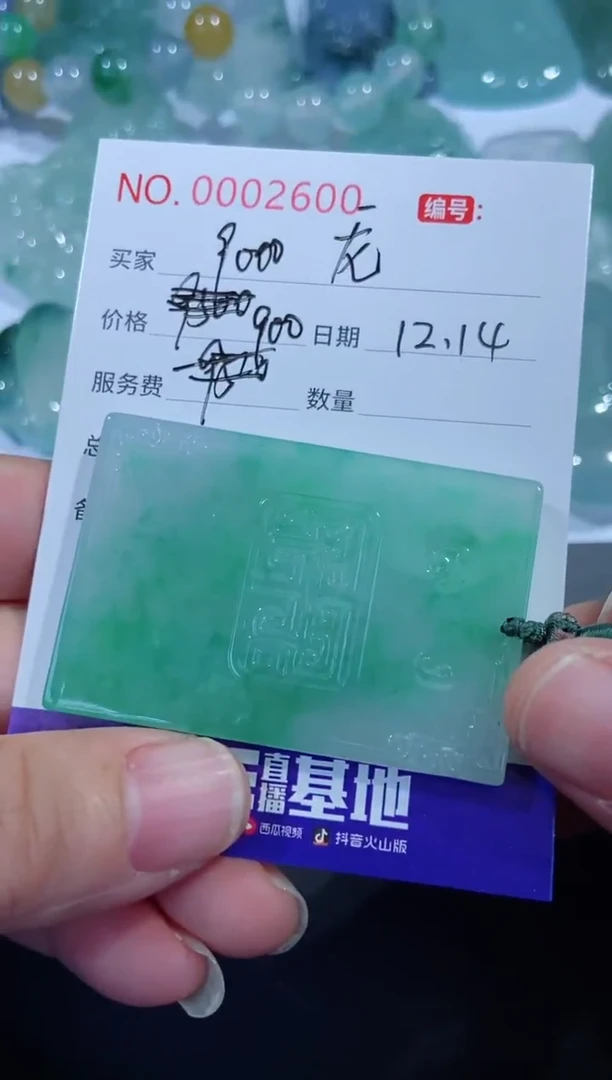 NO. 0002600 编号:
买家 9000 龙
价格 900 日期 12.14
服务费 数量
总
直播基地
西瓜视频 抖音火山版